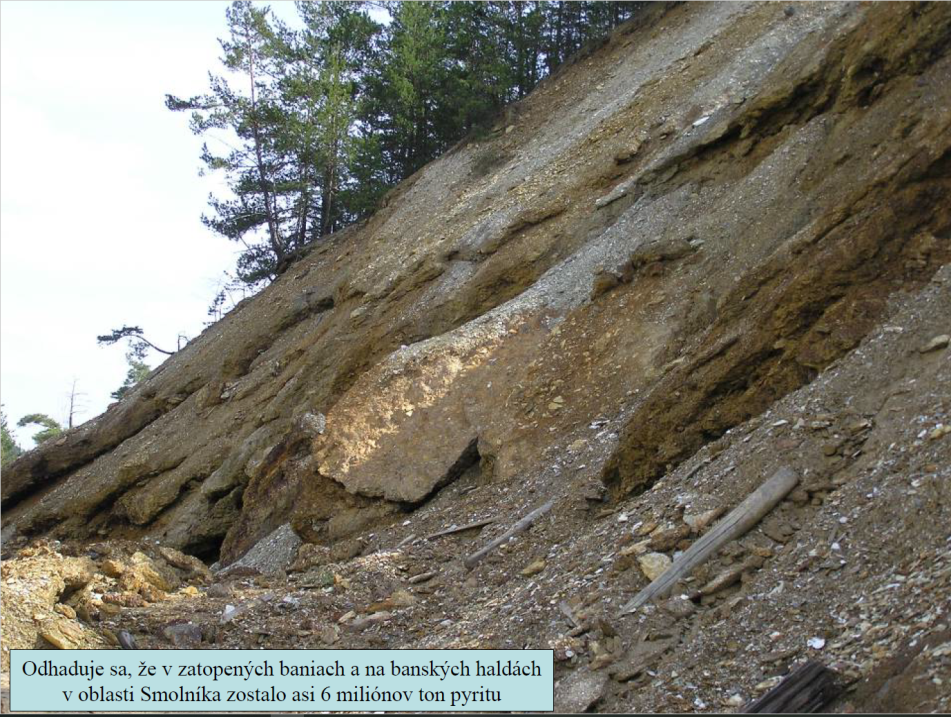 Odhaduje sa, že v zatopených baniach a na banských haldách
v oblasti Smolníka zostalo asi 6 miliónov ton pyritu